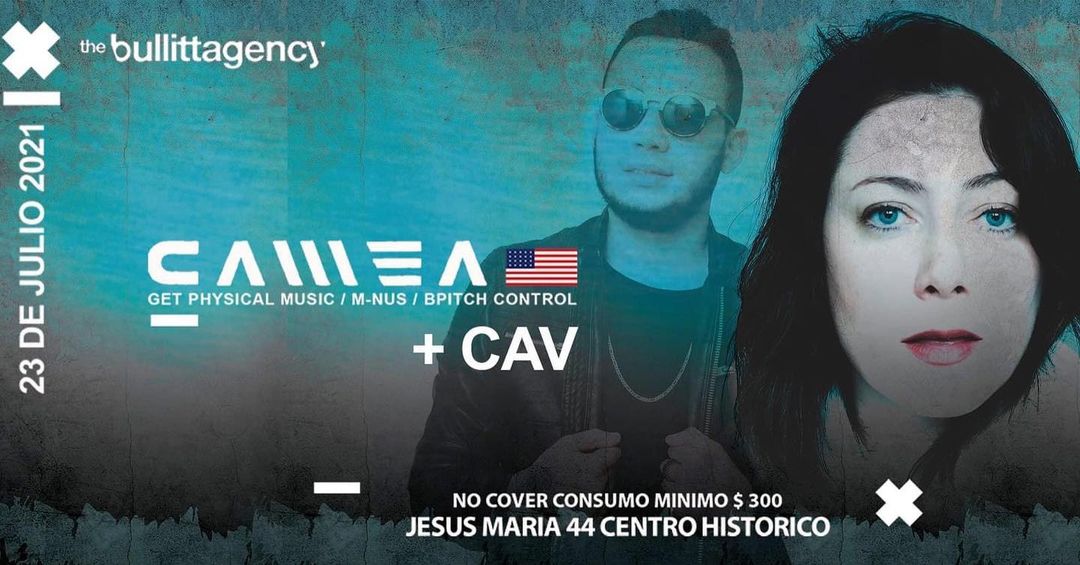 the bullittagency
23 DE JULIO 2021
CAMEA
GET PHYSICAL MUSIC / M-NUS / BPITCH CONTROL
+ CAV
NO COVER CONSUMO MINIMO $ 300
JESUS MARIA 44 CENTRO HISTORICO